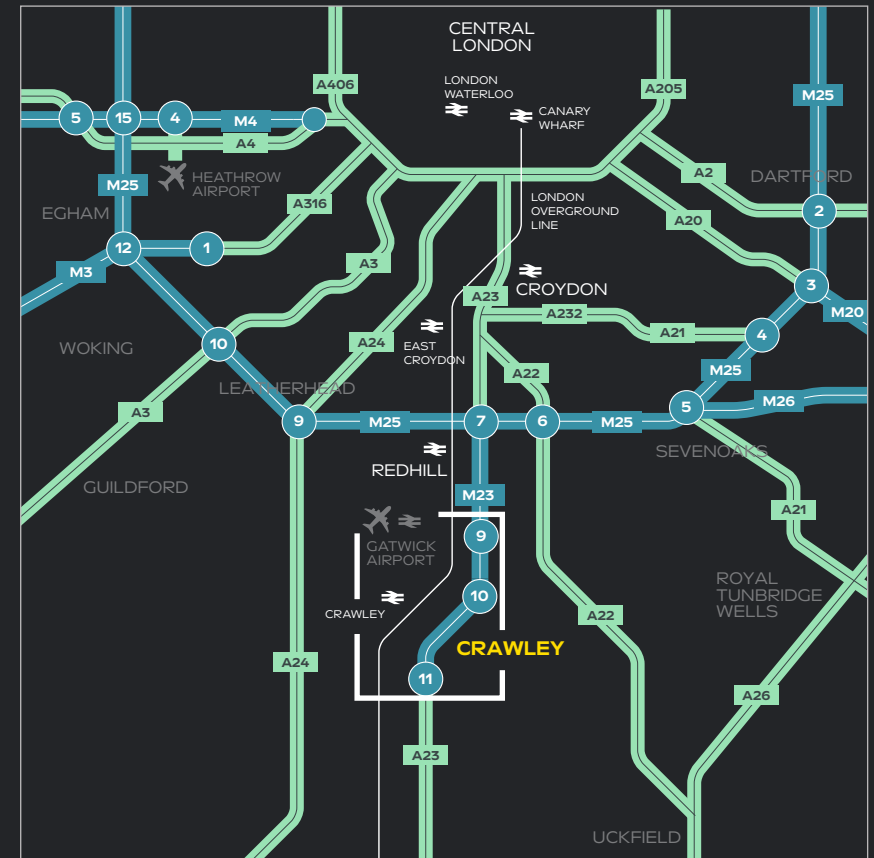 CENTRAL
LONDON
A406
LONDON
WATERLOO
A205
M25
CANARY
WHARF
5
15
4
M4
A4
HEATHROW
AIRPORT
M25
A2
DARTFORD
EGHAM
A316
LONDON
OVERGROUND
LINE
A20
2
12
1
M3
A3
CROYDON
3
A23
A232
M20
A21
4
WOKING
10
A24
EAST
CROYDON
A22
M25
LEATHERHEAD
A3
9
M25
7
6
M25
5
M26
SEVENOAKS
REDHILL
GUILDFORD
M23
A21
9
GATWICK
AIRPORT
10
ROYAL
TUNBRIDGE
WELLS
CRAWLEY
A22
CRAWLEY
A24
11
A26
A23
UCKFIELD